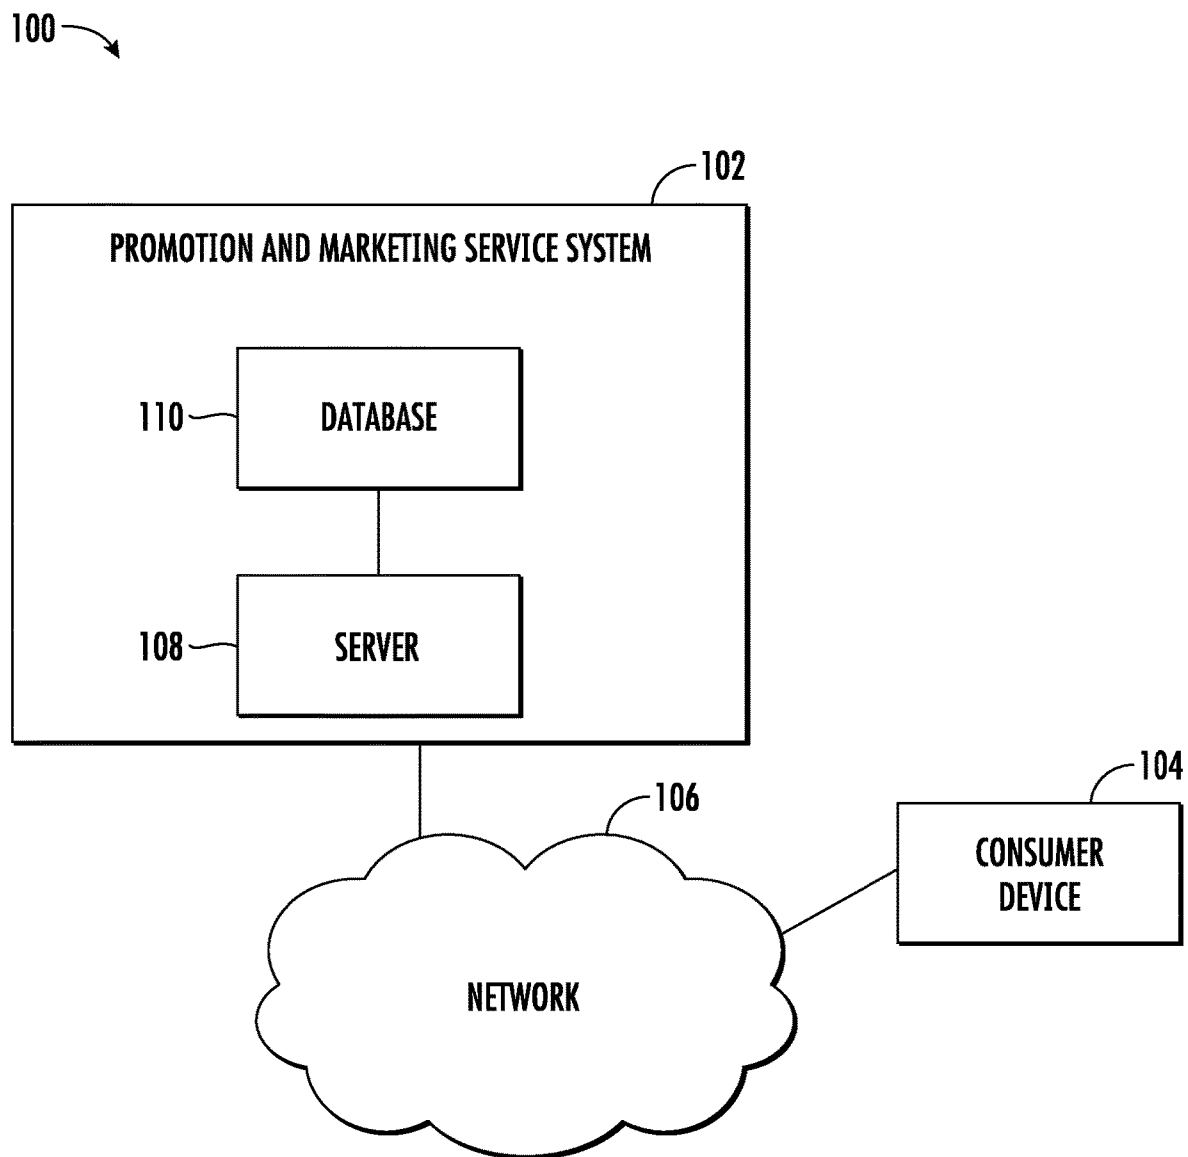 100
102
PROMOTION AND MARKETING SERVICE SYSTEM
110
DATABASE
108
SERVER
106
104
CONSUMER
DEVICE
NETWORK